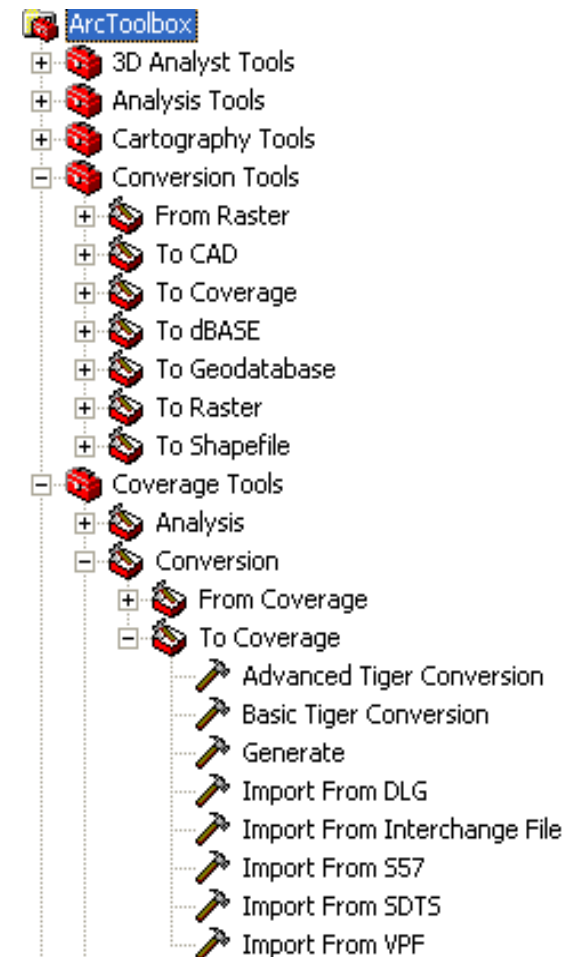 ArcToolbox
3D Analyst Tools
Analysis Tools
Cartography Tools
Conversion Tools
From Raster
To CAD
To Coverage
To dBASE
To Geodatabase
To Raster
To Shapefile
Coverage Tools
Analysis
Conversion
From Coverage
To Coverage
Advanced Tiger Conversion
Basic Tiger Conversion
Generate
Import From DLG
Import From Interchange File
Import From S57
Import From SDTS
Import From VPF